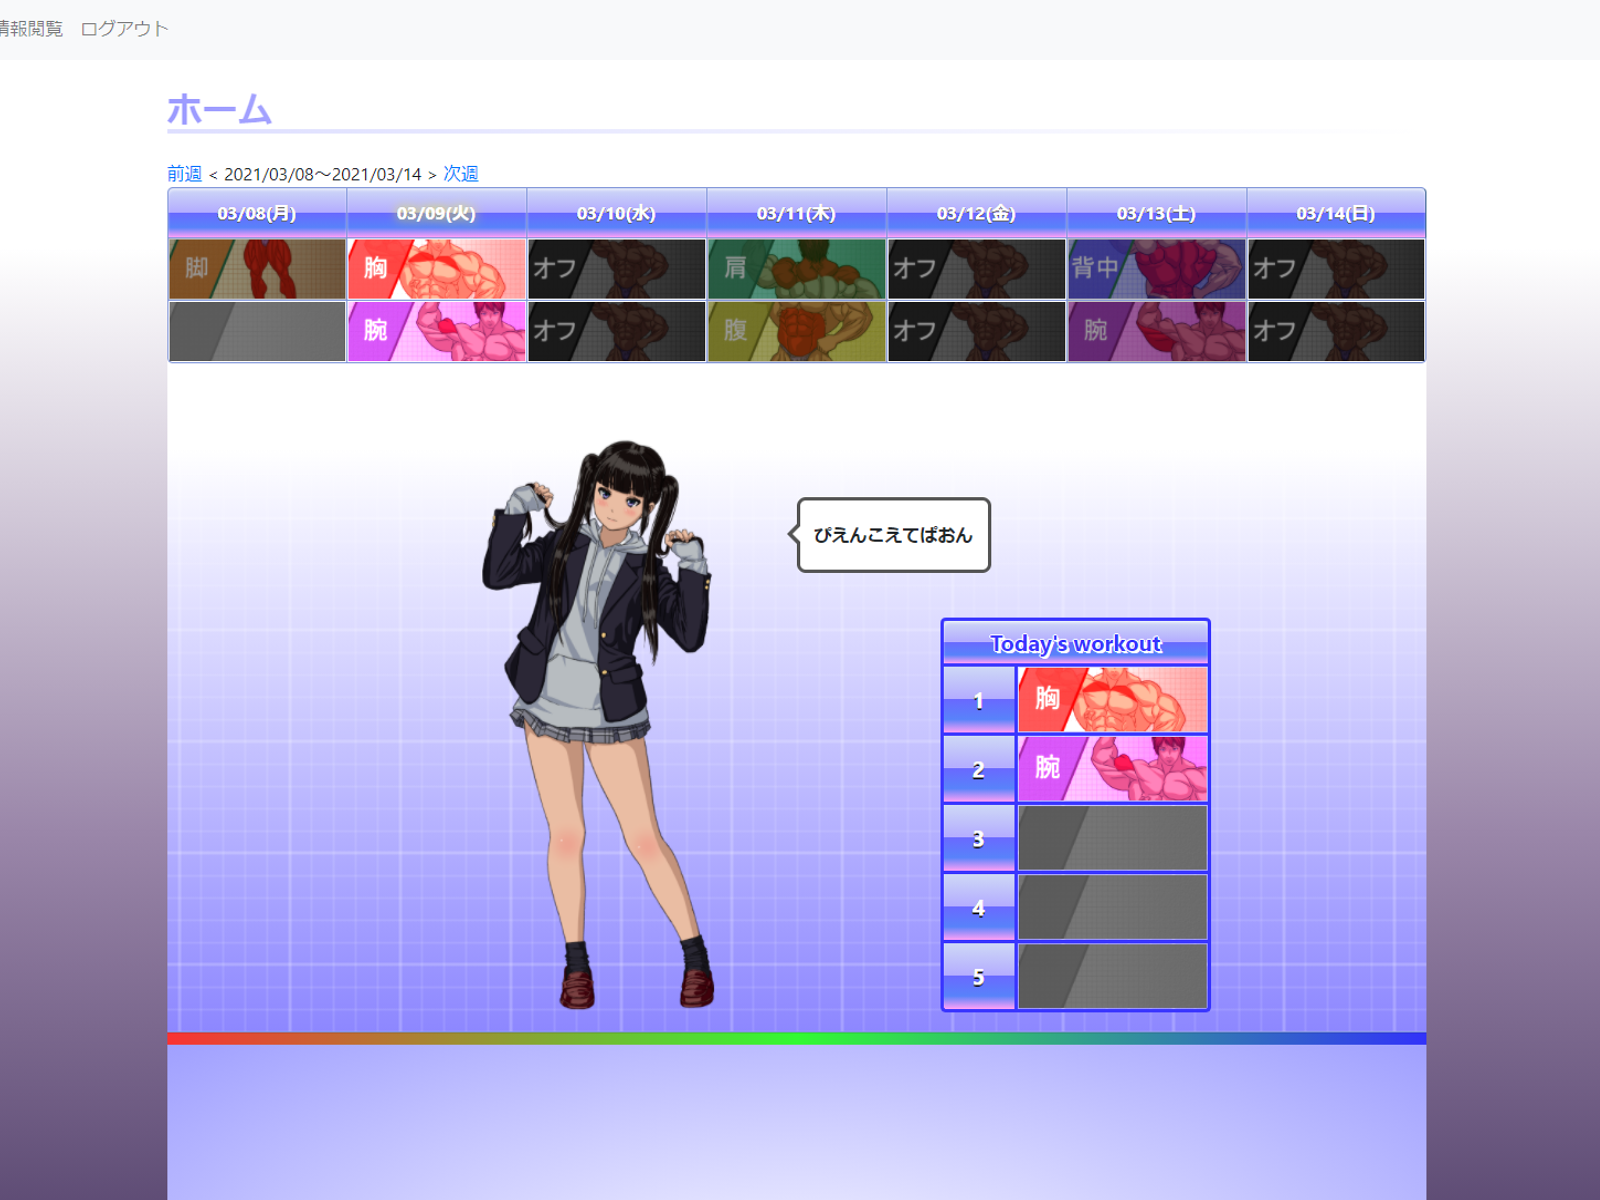 情報閲覧 ログアウト
ホーム
前週 < 2021/03/08～2021/03/14 > 次週
03/08(月) 03/09(火) 03/10(水) 03/11(木) 03/12(金) 03/13(土) 03/14(日)
脚 胸 オフ 肩 オフ 背中 オフ
腕 オフ 腹 オフ 腕 オフ
ぴえんこえてぱおん
Today's workout
1 胸
2 腕
3
4
5